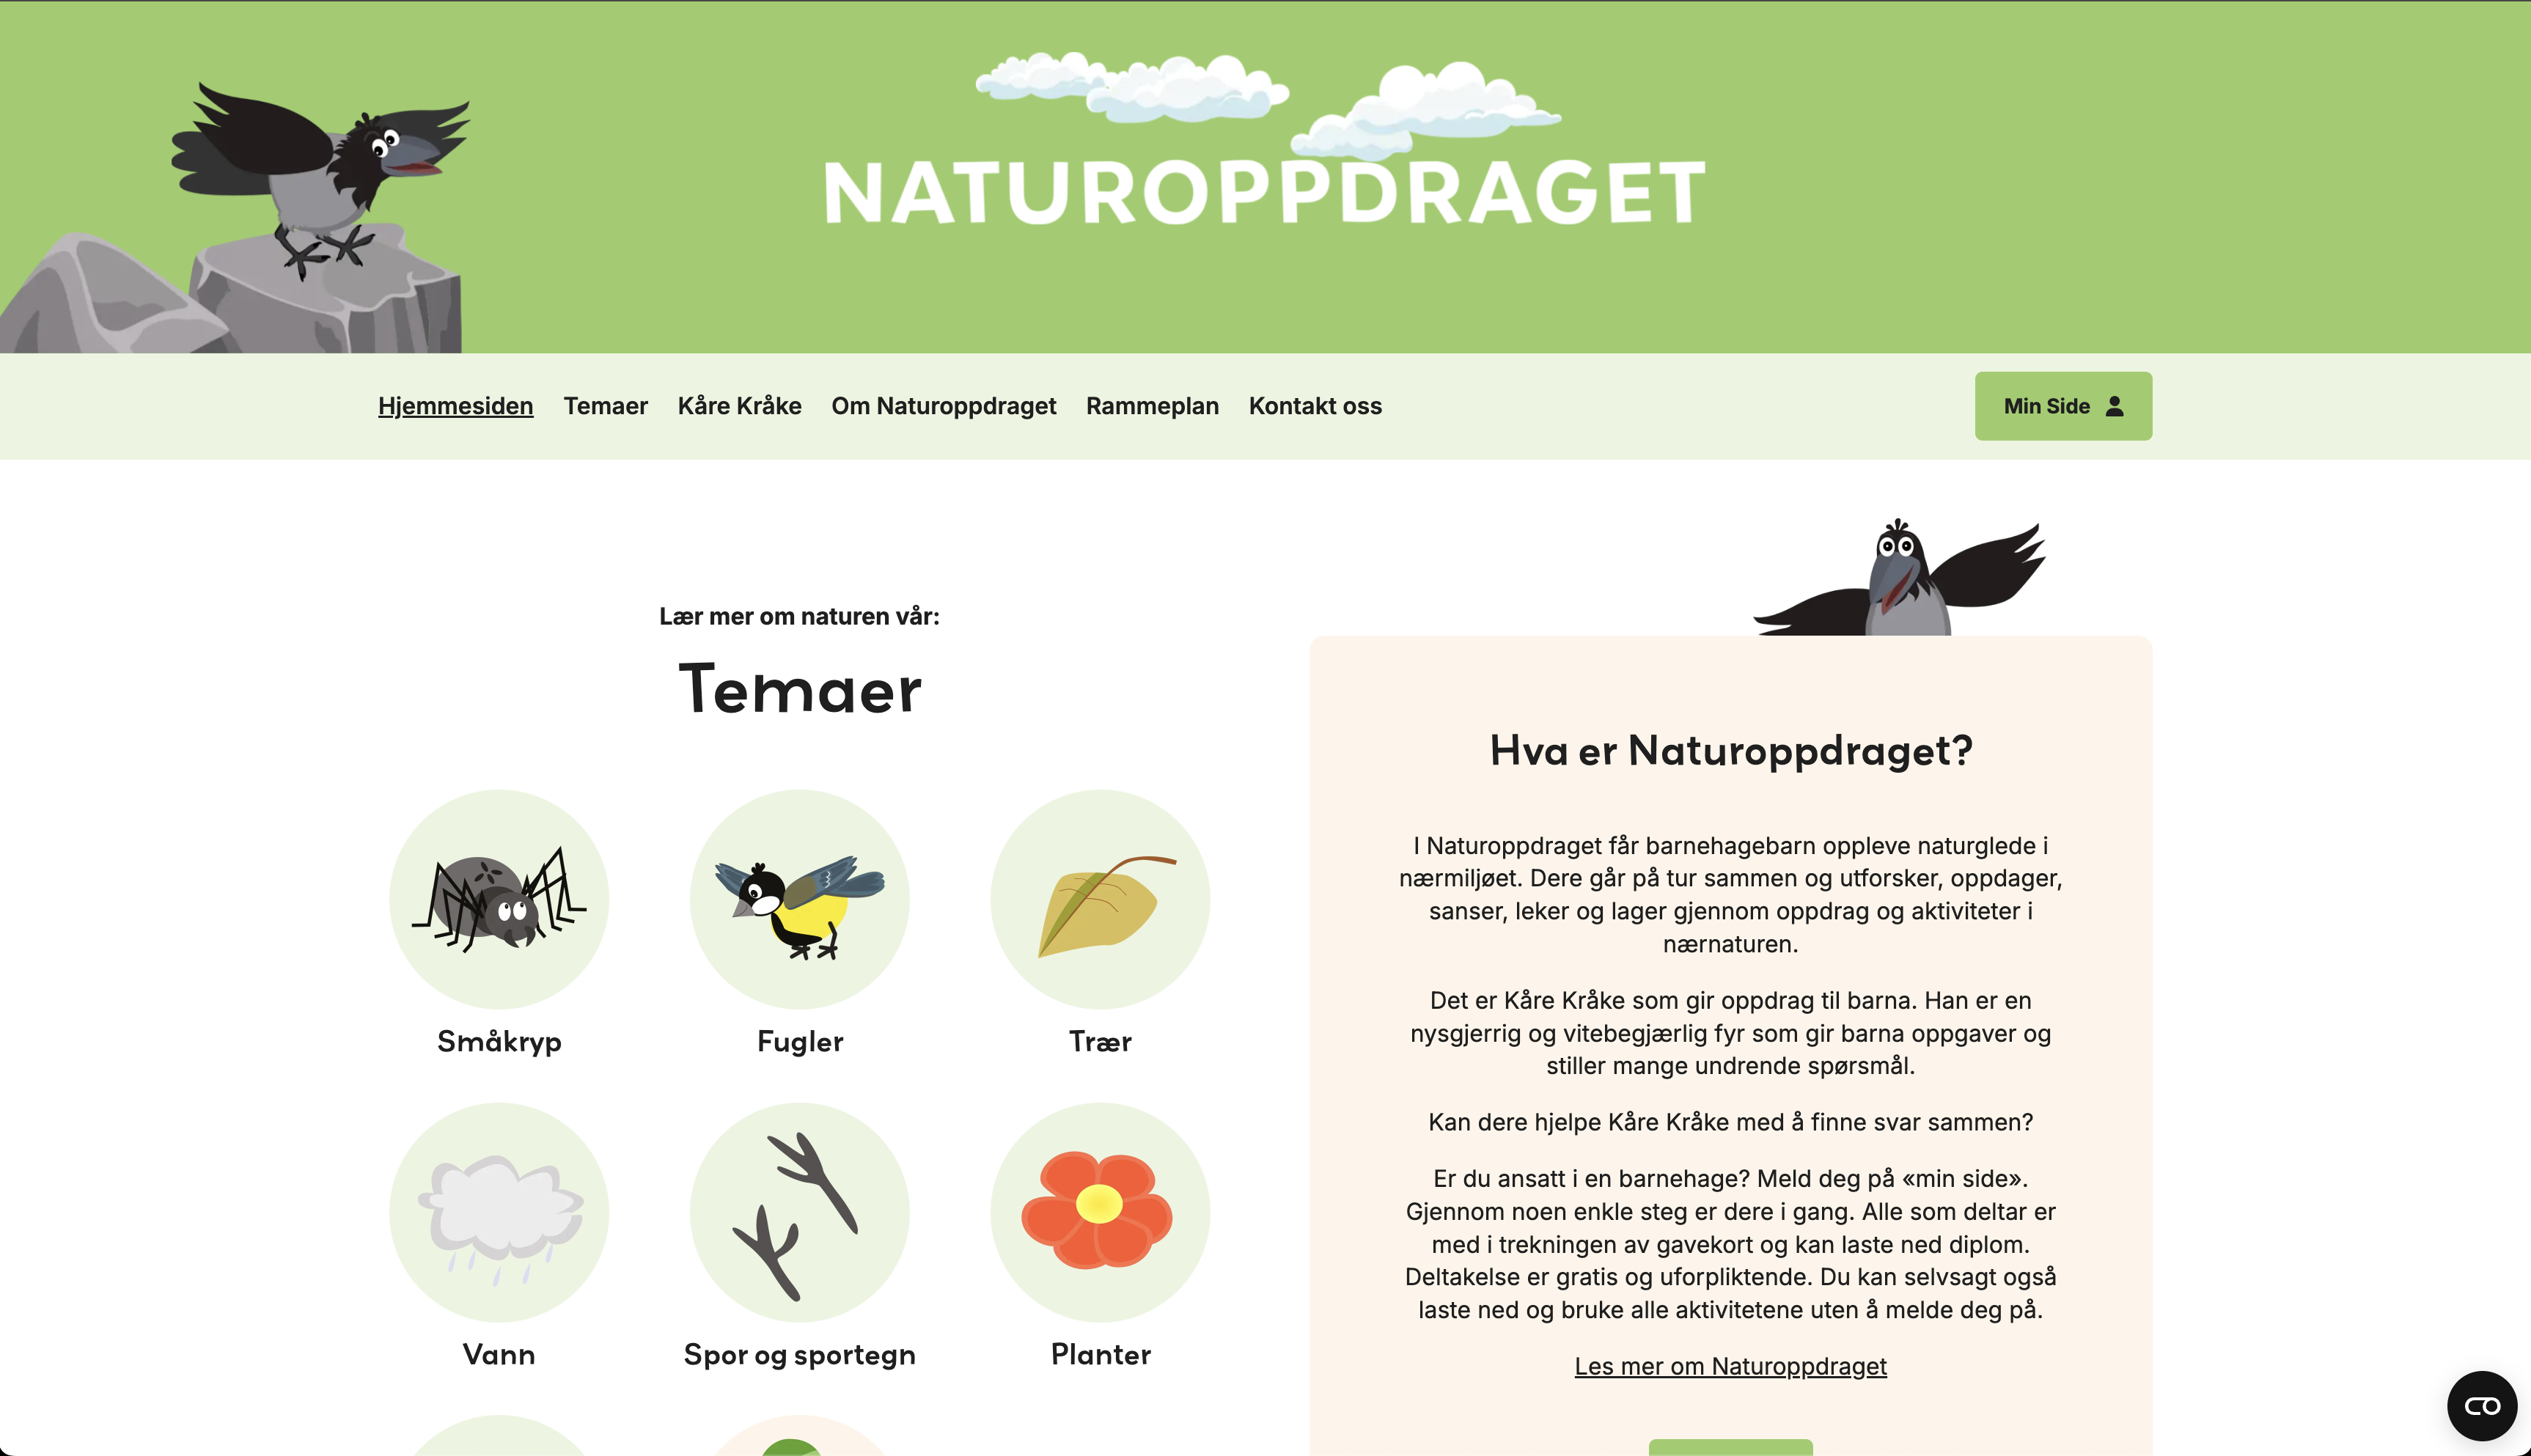 NATUROPPDRAGET
Hjemmesiden Temaer Kåre Kråke Om Naturoppdraget Rammeplan Kontakt oss Min Side
Lær mer om naturen vår:
Temaer
Småkryp Fugler Trær
Vann Spor og sportegn Planter
Hva er Naturoppdraget?
I Naturoppdraget får barnehagebarn oppleve naturglede i
nærmiljøet. Dere går på tur sammen og utforsker, oppdager,
sanser, leker og lager gjennom oppdrag og aktiviteter i
nærnaturen.
Det er Kåre Kråke som gir oppdrag til barna. Han er en
nysgjerrig og vitebegjærlig fyr som gir barna oppgaver og
stiller mange undrende spørsmål.
Kan dere hjelpe Kåre Kråke med å finne svar sammen?
Er du ansatt i en barnehage? Meld deg på «min side».
Gjennom noen enkle steg er dere i gang. Alle som deltar er
med i trekningen av gavekort og kan laste ned diplom.
Deltakelse er gratis og uforpliktende. Du kan selvsagt også
laste ned og bruke alle aktivitetene uten å melde deg på.
Les mer om Naturoppdraget